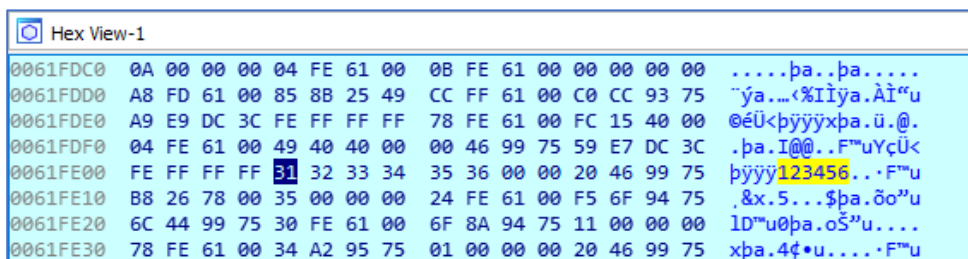 Hex View-1
0061FDC0 0A 00 00 00 04 FE 61 00 0B FE 61 00 00 00 00 00 .....þa..þa.....
0061FDD0 A8 FD 61 00 85 8B 25 49 CC FF 61 00 C0 CC 93 75 ¨ýa.…‹%IÌÿa.ÀÌ“u
0061FDE0 A9 E9 DC 3C FE FF FF FF 78 FE 61 00 FC 15 40 00 ©éÜ<þÿÿÿxþa.ü.@.
0061FDF0 04 FE 61 00 49 40 40 00 00 46 99 75 59 E7 DC 3C .þa.I@@..F™uYçÜ<
0061FE00 FE FF FF FF 31 32 33 34 35 36 00 00 20 46 99 75 þÿÿÿ123456..·F™u
0061FE10 B8 26 78 00 35 00 00 00 24 FE 61 00 F5 6F 94 75 ¸&x.5...$þa.õo”u
0061FE20 6C 44 99 75 30 FE 61 00 6F 8A 94 75 11 00 00 00 lD™u0þa.oŠ”u....
0061FE30 78 FE 61 00 34 A2 95 75 01 00 00 00 20 46 99 75 xþa.4¢•u....·F™u